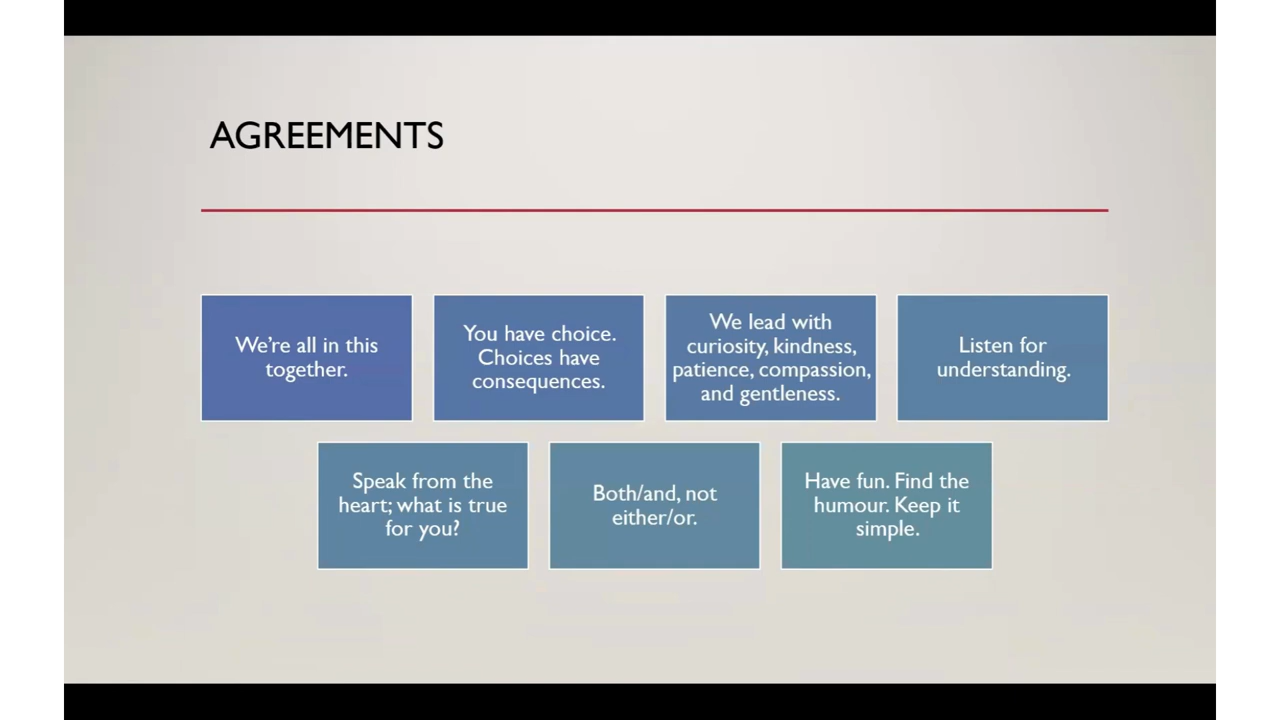 AGREEMENTS
We’re all in this
together.
You have choice.
Choices have
consequences.
We lead with
curiosity, kindness,
patience, compassion,
and gentleness.
Listen for
understanding.
Speak from the
heart; what is true
for you?
Both/and, not
either/or.
Have fun. Find the
humour. Keep it
simple.